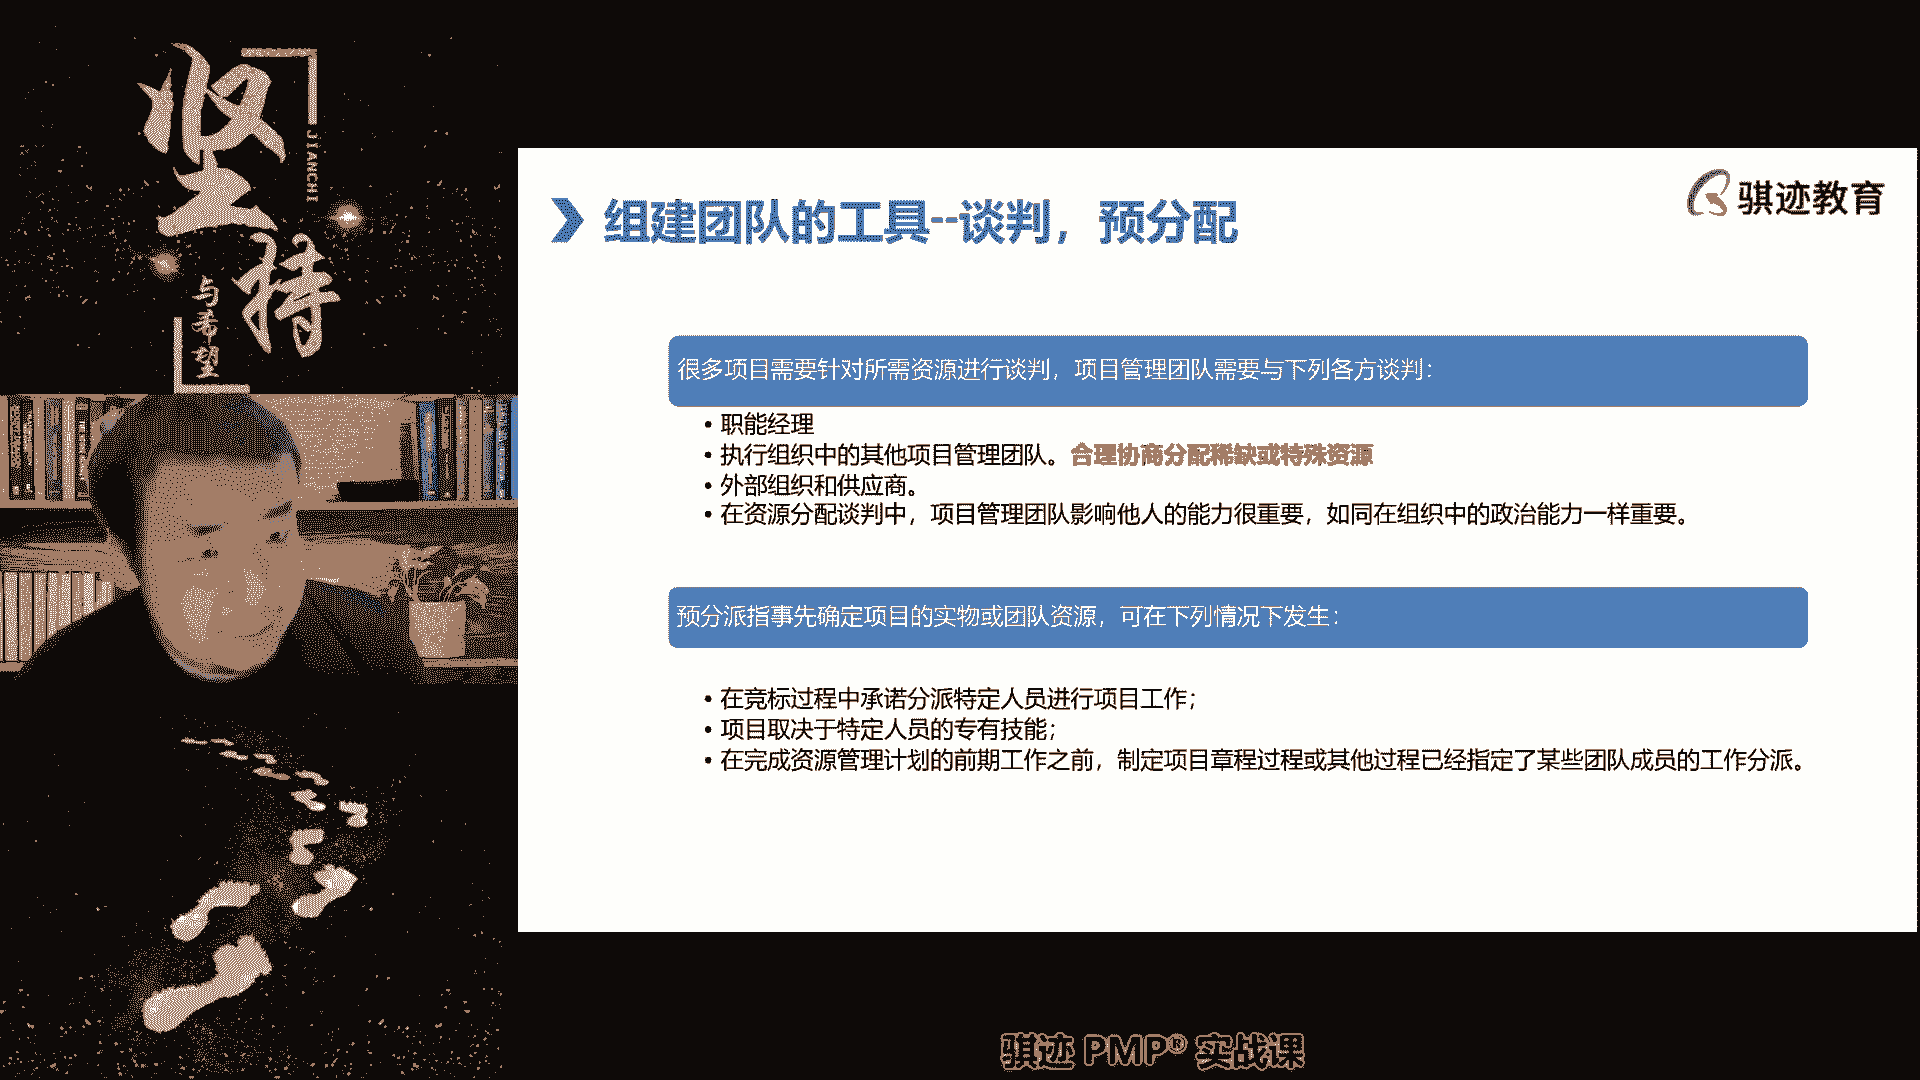 坚持
JIANCHI
与希望
骐迹教育
组建团队的工具--谈判，预分配
很多项目需要针对所需资源进行谈判，项目管理团队需要与下列各方谈判：
• 职能经理
• 执行组织中的其他项目管理团队。合理协商分配稀缺或特殊资源
• 外部组织和供应商。
• 在资源分配谈判中，项目管理团队影响他人的能力很重要，如同在组织中的政治能力一样重要。
预分派指事先确定项目的实物或团队资源，可在下列情况下发生：
• 在竞标过程中承诺分派特定人员进行项目工作；
• 项目取决于特定人员的专有技能；
• 在完成资源管理计划的前期工作之前，制定项目章程过程或其他过程已经指定了某些团队成员的工作分派。
骐迹 PMP® 实战课